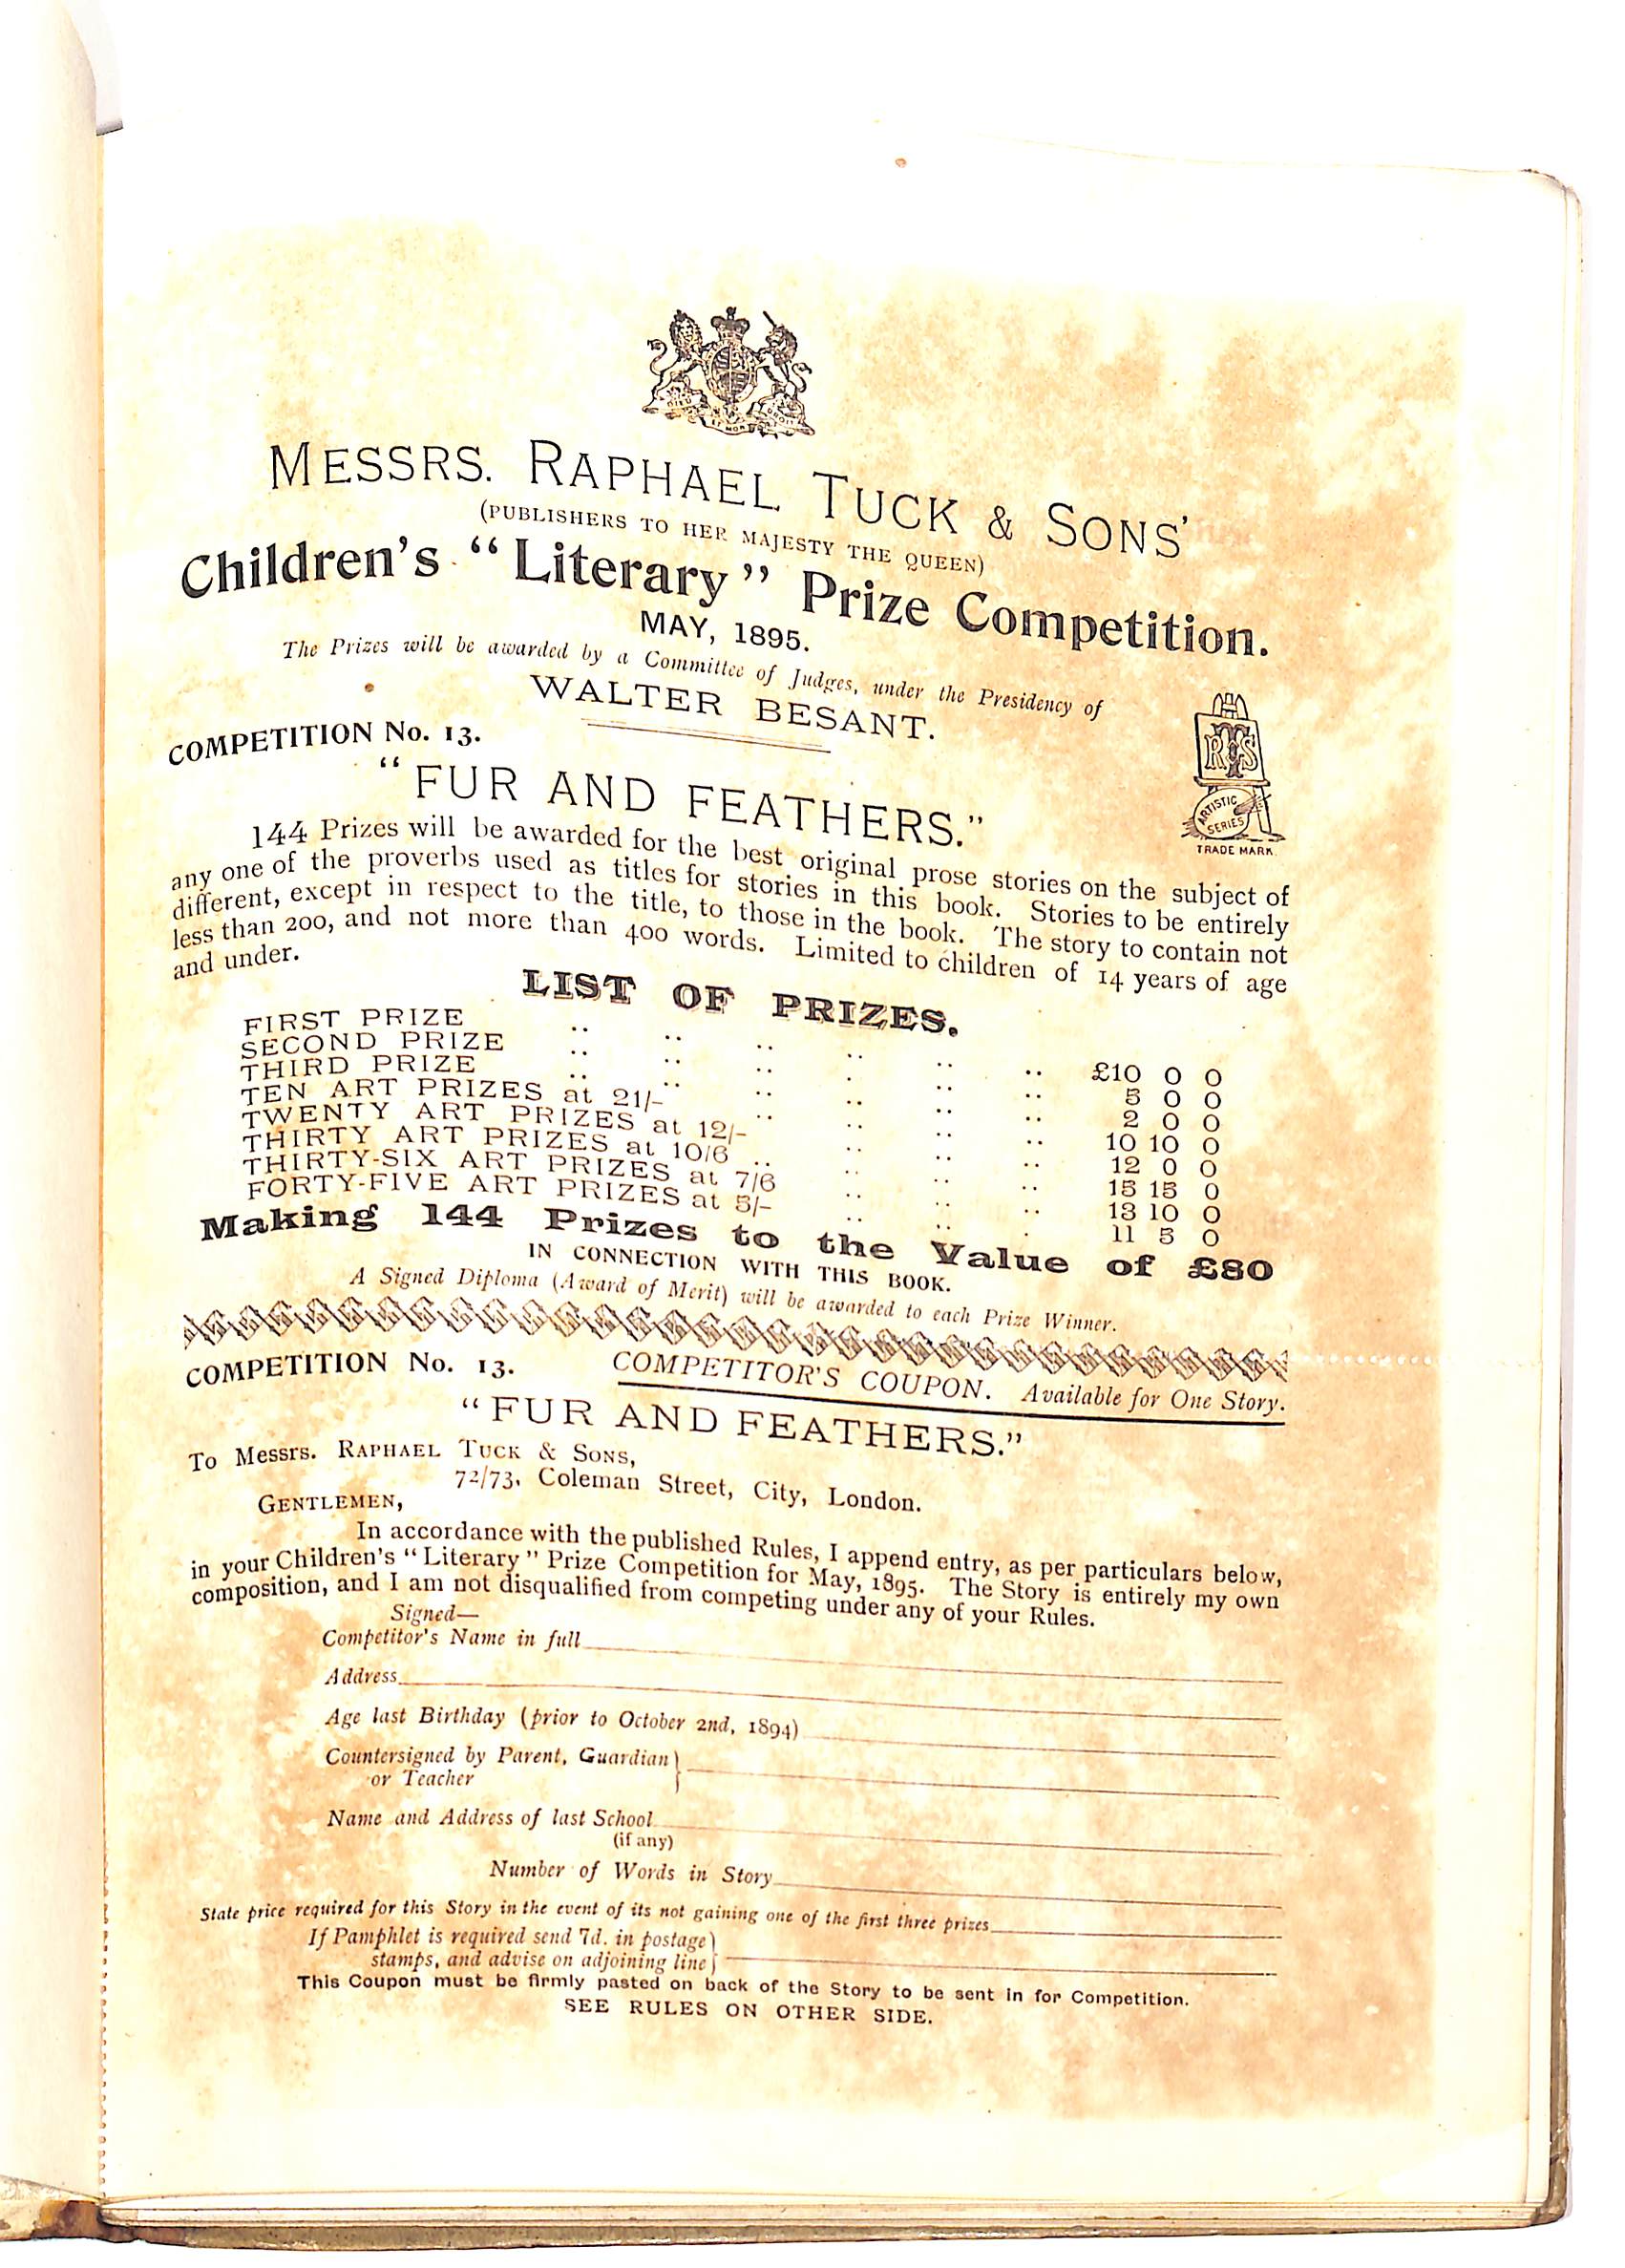 MESSRS. RAPHAEL TUCK & SONS'
(PUBLISHERS TO HER MAJESTY THE QUEEN)
Children's "Literary" Prize Competition.
MAY, 1895.
The Prizes will be awarded by a Committee of Judges, under the Presidency of
WALTER BESANT.
COMPETITION No. 13.
RTS
ARTISTIC
SERIES
TRADE MARK.
"FUR AND FEATHERS."
144 Prizes will be awarded for the best original prose stories on the subject of
any one of the proverbs used as titles for stories in this book. Stories to be entirely
different, except in respect to the title, to those in the book. The story to contain not
less than 200, and not more than 400 words. Limited to children of 14 years of age
and under.
LIST OF PRIZES.
FIRST PRIZE .. .. .. .. .. .. £10 0 0
SECOND PRIZE .. .. .. .. .. .. 5 0 0
THIRD PRIZE .. .. .. .. .. .. 2 0 0
TEN ART PRIZES at 21/- .. .. .. .. 10 10 0
TWENTY ART PRIZES at 12/- .. .. .. 12 0 0
THIRTY ART PRIZES at 10/6 .. .. .. .. 15 15 0
THIRTY-SIX ART PRIZES at 7/6 .. .. .. 13 10 0
FORTY-FIVE ART PRIZES at 5/- .. .. .. 11 5 0
Making 144 Prizes to the Value of £80
IN CONNECTION WITH THIS BOOK.
A Signed Diploma (Award of Merit) will be awarded to each Prize Winner.
COMPETITION No. 13. COMPETITOR'S COUPON. Available for One Story.
"FUR AND FEATHERS."
To Messrs. RAPHAEL TUCK & SONS,
72/73, Coleman Street, City, London.
GENTLEMEN,
In accordance with the published Rules, I append entry, as per particulars below,
in your Children's "Literary" Prize Competition for May, 1895. The Story is entirely my own
composition, and I am not disqualified from competing under any of your Rules.
Signed—
Competitor's Name in full
Address
Age last Birthday (prior to October 2nd, 1894)
Countersigned by Parent, Guardian
or Teacher
Name and Address of last School
(if any)
Number of Words in Story
State price required for this Story in the event of its not gaining one of the first three prizes
If Pamphlet is required send 7d. in postage
stamps, and advise on adjoining line
This Coupon must be firmly pasted on back of the Story to be sent in for Competition.
SEE RULES ON OTHER SIDE.